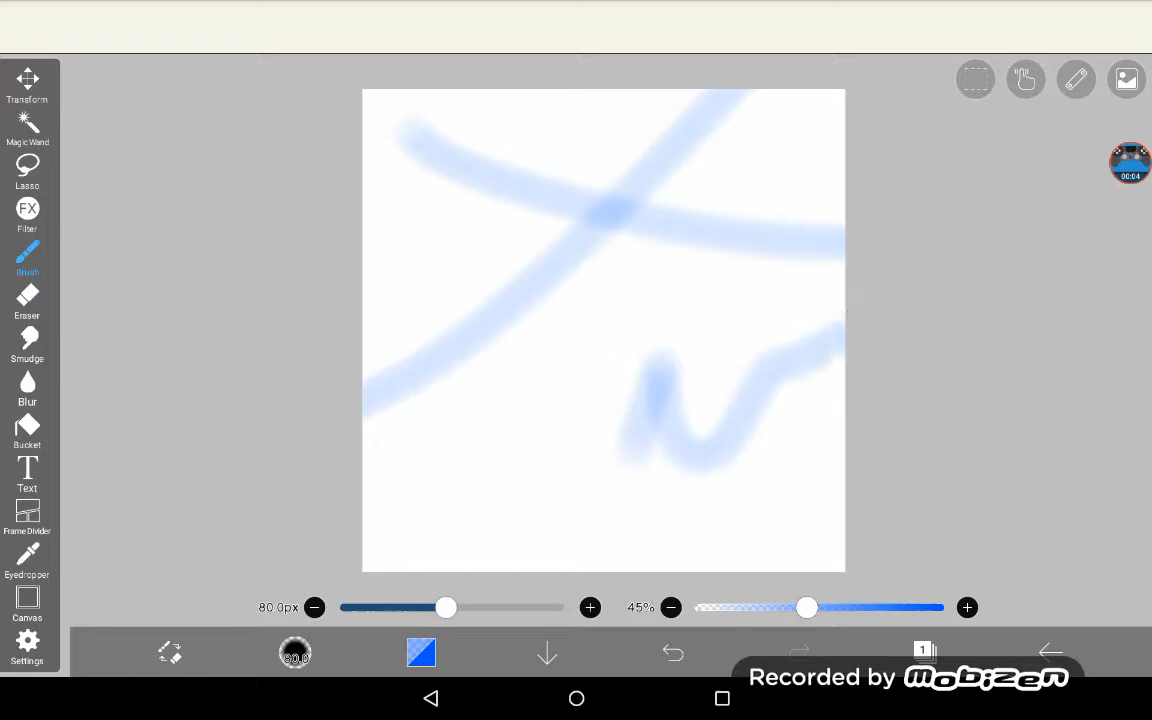 Transform
Magic Wand
Lasso
FX
Filter
Brush
Eraser
Smudge
Blur
Bucket
T
Text
Frame Divider
Eyedropper
Canvas
Settings
00:04
80.0px
45%
80.0
1
Recorded by mobizen